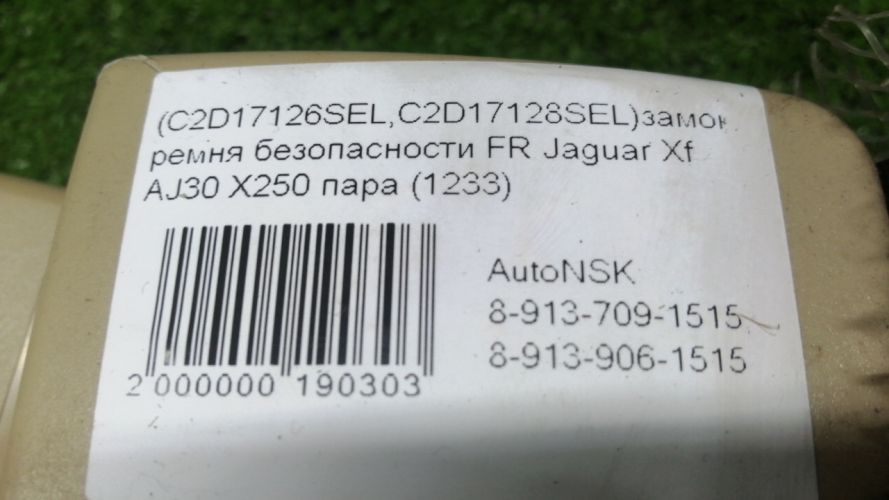 (C2D17126SEL,C2D17128SEL)замок
ремня безопасности FR Jaguar Xf
AJ30 X250 пара (1233)
AutoNSK
8-913-709-1515
8-913-906-1515
2 000000 190303